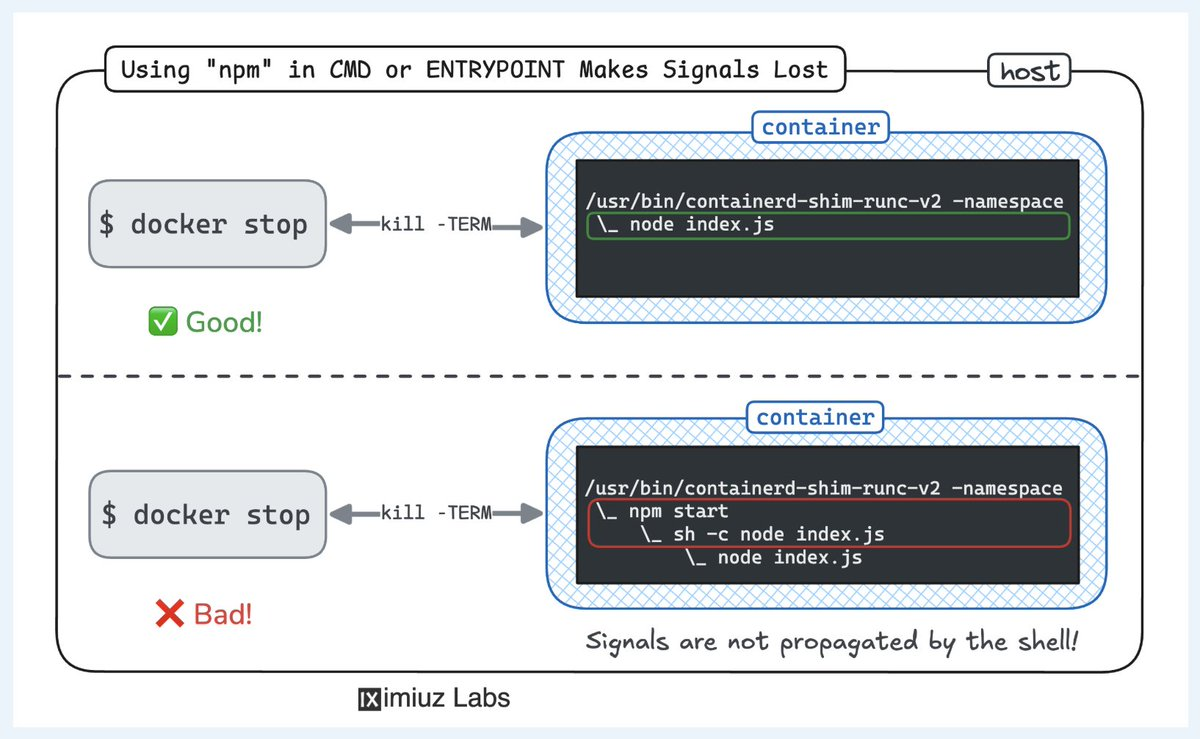 Using "npm" in CMD or ENTRYPOINT Makes Signals Lost
host
container
$ docker stop
kill -TERM
/usr/bin/containerd-shim-runc-v2 -namespace
\_ node index.js
✅ Good!
container
$ docker stop
kill -TERM
/usr/bin/containerd-shim-runc-v2 -namespace
\_ npm start
\_ sh -c node index.js
\_ node index.js
❌ Bad!
Signals are not propagated by the shell!
IXimiuz Labs